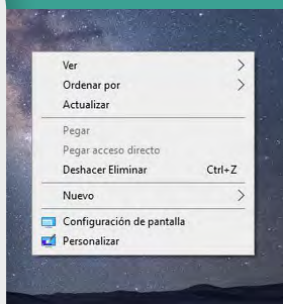 Ver
Ordenar por
Actualizar
Pegar
Pegar acceso directo
Deshacer Eliminar Ctrl+Z
Nuevo
Configuración de pantalla
Personalizar